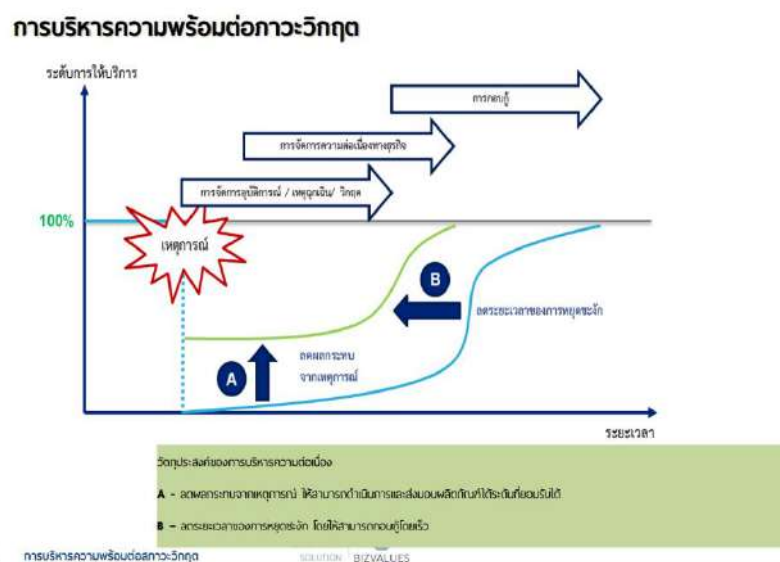 การบริหารความพร้อมต่อภาวะวิกฤต
ระดับการให้บริการ
การกอบกู้
การจัดการความต่อเนื่องทางธุรกิจ
การจัดการอุบัติการณ์ / เหตุฉุกเฉิน/ วิกฤต
100%
เหตุการณ์
B
ลดระยะเวลาของการหยุดชะงัก
A
ลดผลกระทบ
จากเหตุการณ์
ระยะเวลา
วัตถุประสงค์ของการบริหารความต่อเนื่อง
A - ลดผลกระทบจากเหตุการณ์ ให้สามารถดำเนินการและส่งมอบผลิตภัณฑ์ได้ระดับที่ยอมรับได้
B – ลดระยะเวลาของการหยุดชะงัก โดยให้สามารถกอบกู้โดยเร็ว
การบริหารความพร้อมต่อสภาวะวิกฤต
SOLUTION BIZVALUES